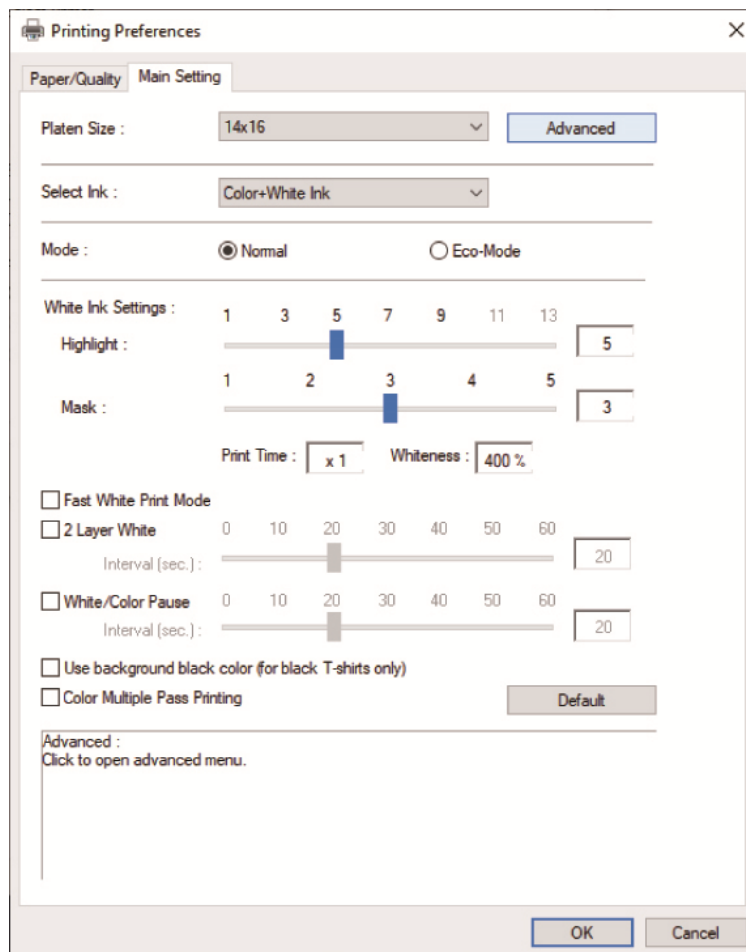 Printing Preferences
Paper/Quality Main Setting
Platen Size : 14x16 Advanced
Select Ink : Color+White Ink
Mode : Normal Eco-Mode
White Ink Settings : 1 3 5 7 9 11 13
Highlight : 5
1 2 3 4 5
Mask : 3
Print Time : x 1 Whiteness : 400 %
Fast White Print Mode
2 Layer White 0 10 20 30 40 50 60
Interval (sec.) : 20
White/Color Pause 0 10 20 30 40 50 60
Interval (sec.) : 20
Use background black color (for black T-shirts only)
Color Multiple Pass Printing Default
Advanced :
Click to open advanced menu.
OK Cancel